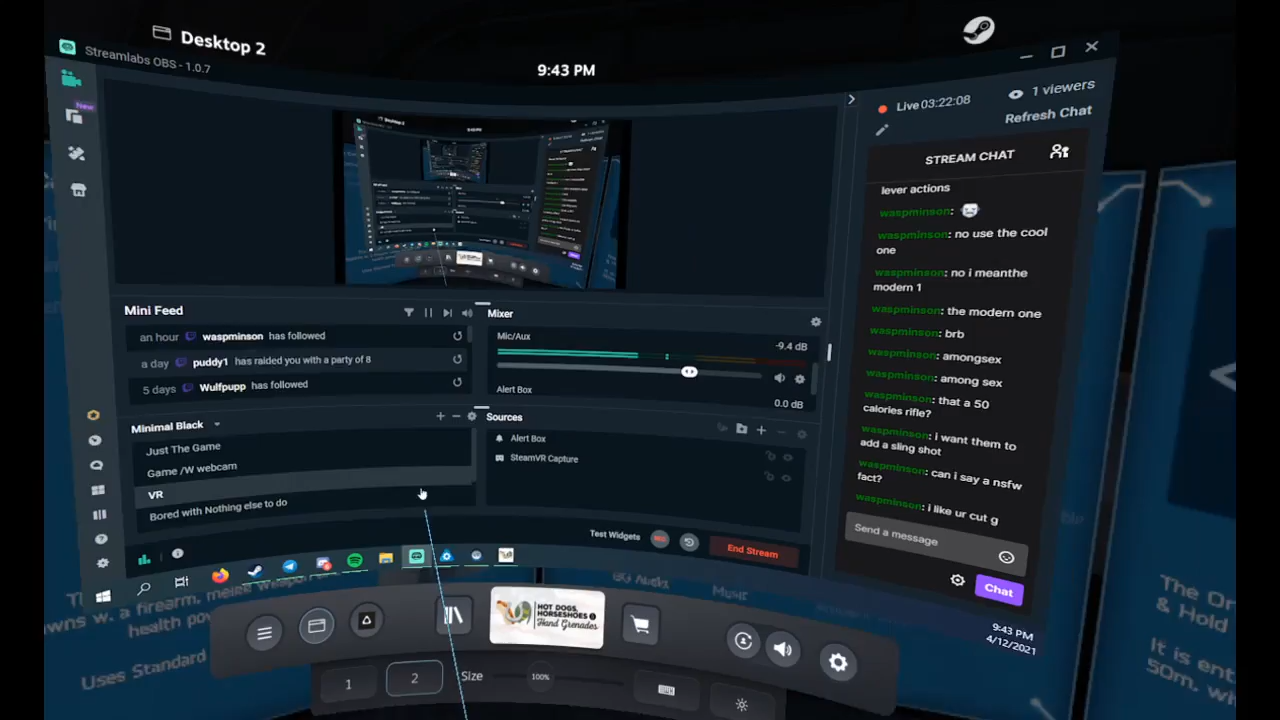 Desktop 2
Streamlabs OBS - 1.0.7
9:43 PM
New
Live 03:22:08
1 viewers
Refresh Chat
STREAM CHAT
lever actions
waspminson:
waspminson: no use the cool
one
waspminson: no i meanthe
modern 1
waspminson: the modern one
waspminson: brb
waspminson: amongsex
waspminson: among sex
waspminson: that a 50
calories rifle?
waspminson: i want them to
add a sling shot
waspminson: can i say a nsfw
fact?
waspminson: i like ur cut g
Send a message
Chat
Mini Feed
an hour waspminson has followed
a day puddy1 has raided you with a party of 8
5 days Wulfpupp has followed
Mixer
Mic/Aux
-9.4 dB
Alert Box
0.0 dB
Minimal Black
Just The Game
Game /W webcam
VR
Bored with Nothing else to do
Sources
Alert Box
SteamVR Capture
Test Widgets
REC
End Stream
9:43 PM
4/12/2021
HOT DOGS,
HORSESHOES &
Hand Grenades
1
2
Size
100%
Music
a firearm,
health
Uses Standard
The
& Hold
It is
50m,